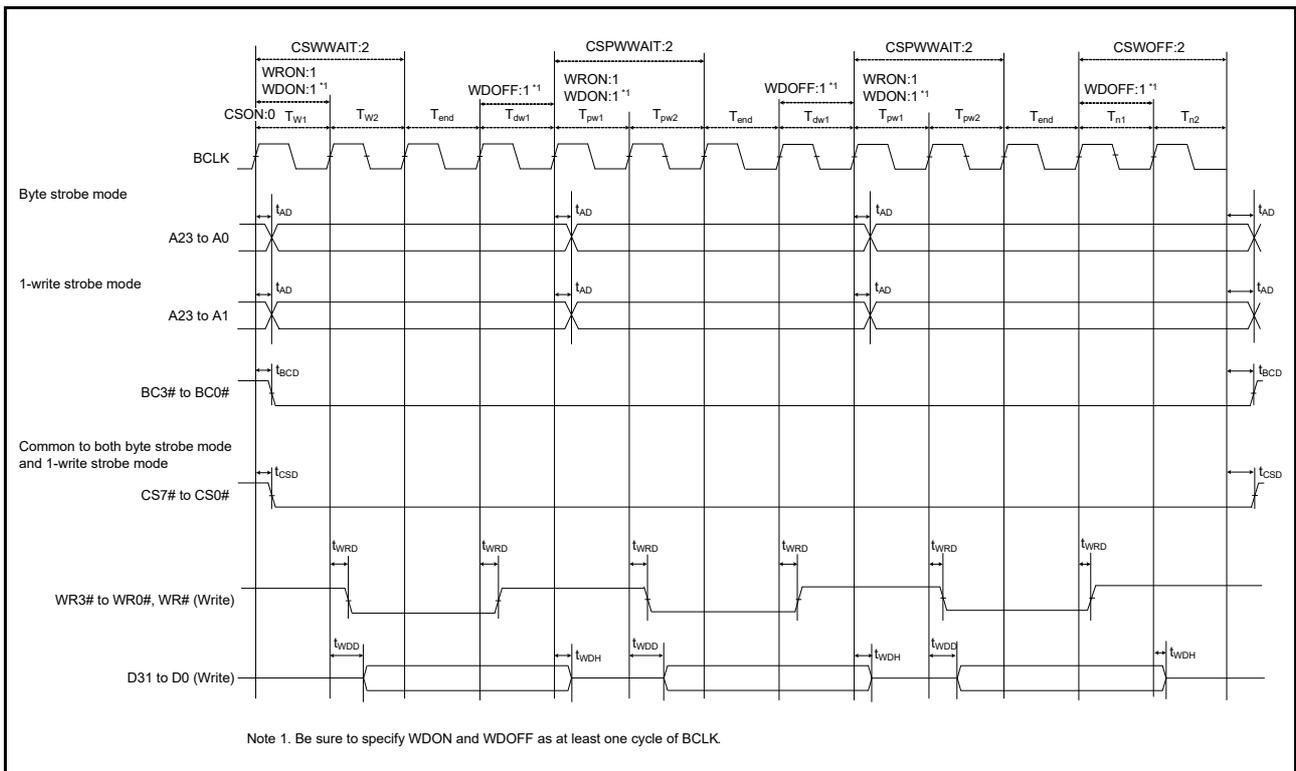 CSWWAIT:2 CSPWWAIT:2 CSPWWAIT:2 CSWOFF:2
WRON:1 WRON:1 WRON:1
WDON:1 *1 WDOFF:1 *1 WDON:1 *1 WDOFF:1 *1 WDON:1 *1 WDOFF:1 *1
CSON:0 TW1 TW2 Tend Tdw1 Tpw1 Tpw2 Tend Tdw1 Tpw1 Tpw2 Tend Tn1 Tn2
BCLK
Byte strobe mode
tAD tAD tAD tAD
A23 to A0
1-write strobe mode
tAD tAD tAD tAD
A23 to A1
tBCD tBCD
BC3# to BC0#
Common to both byte strobe mode
and 1-write strobe mode
tCSD tCSD
CS7# to CS0#
tWRD tWRD tWRD tWRD tWRD tWRD
WR3# to WR0#, WR# (Write)
tWDD tWDH tWDD tWDH tWDD tWDH
D31 to D0 (Write)
Note 1. Be sure to specify WDON and WDOFF as at least one cycle of BCLK.